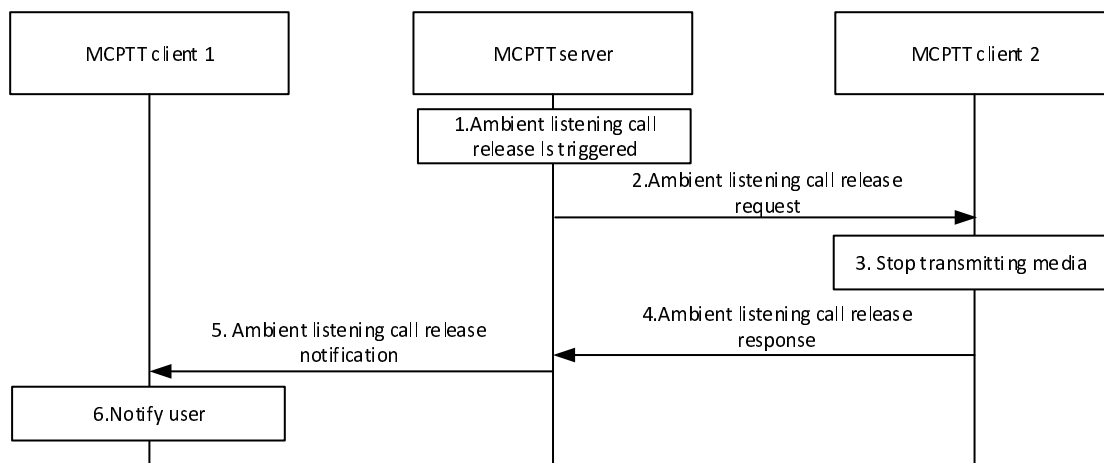 MCPTT client 1
MCPTT server
MCPTT client 2
1.Ambient listening call
release Is triggered
2.Ambient listening call release
request
3. Stop transmitting media
4.Ambient listening call release
response
5. Ambient listening call release
notification
6.Notify user